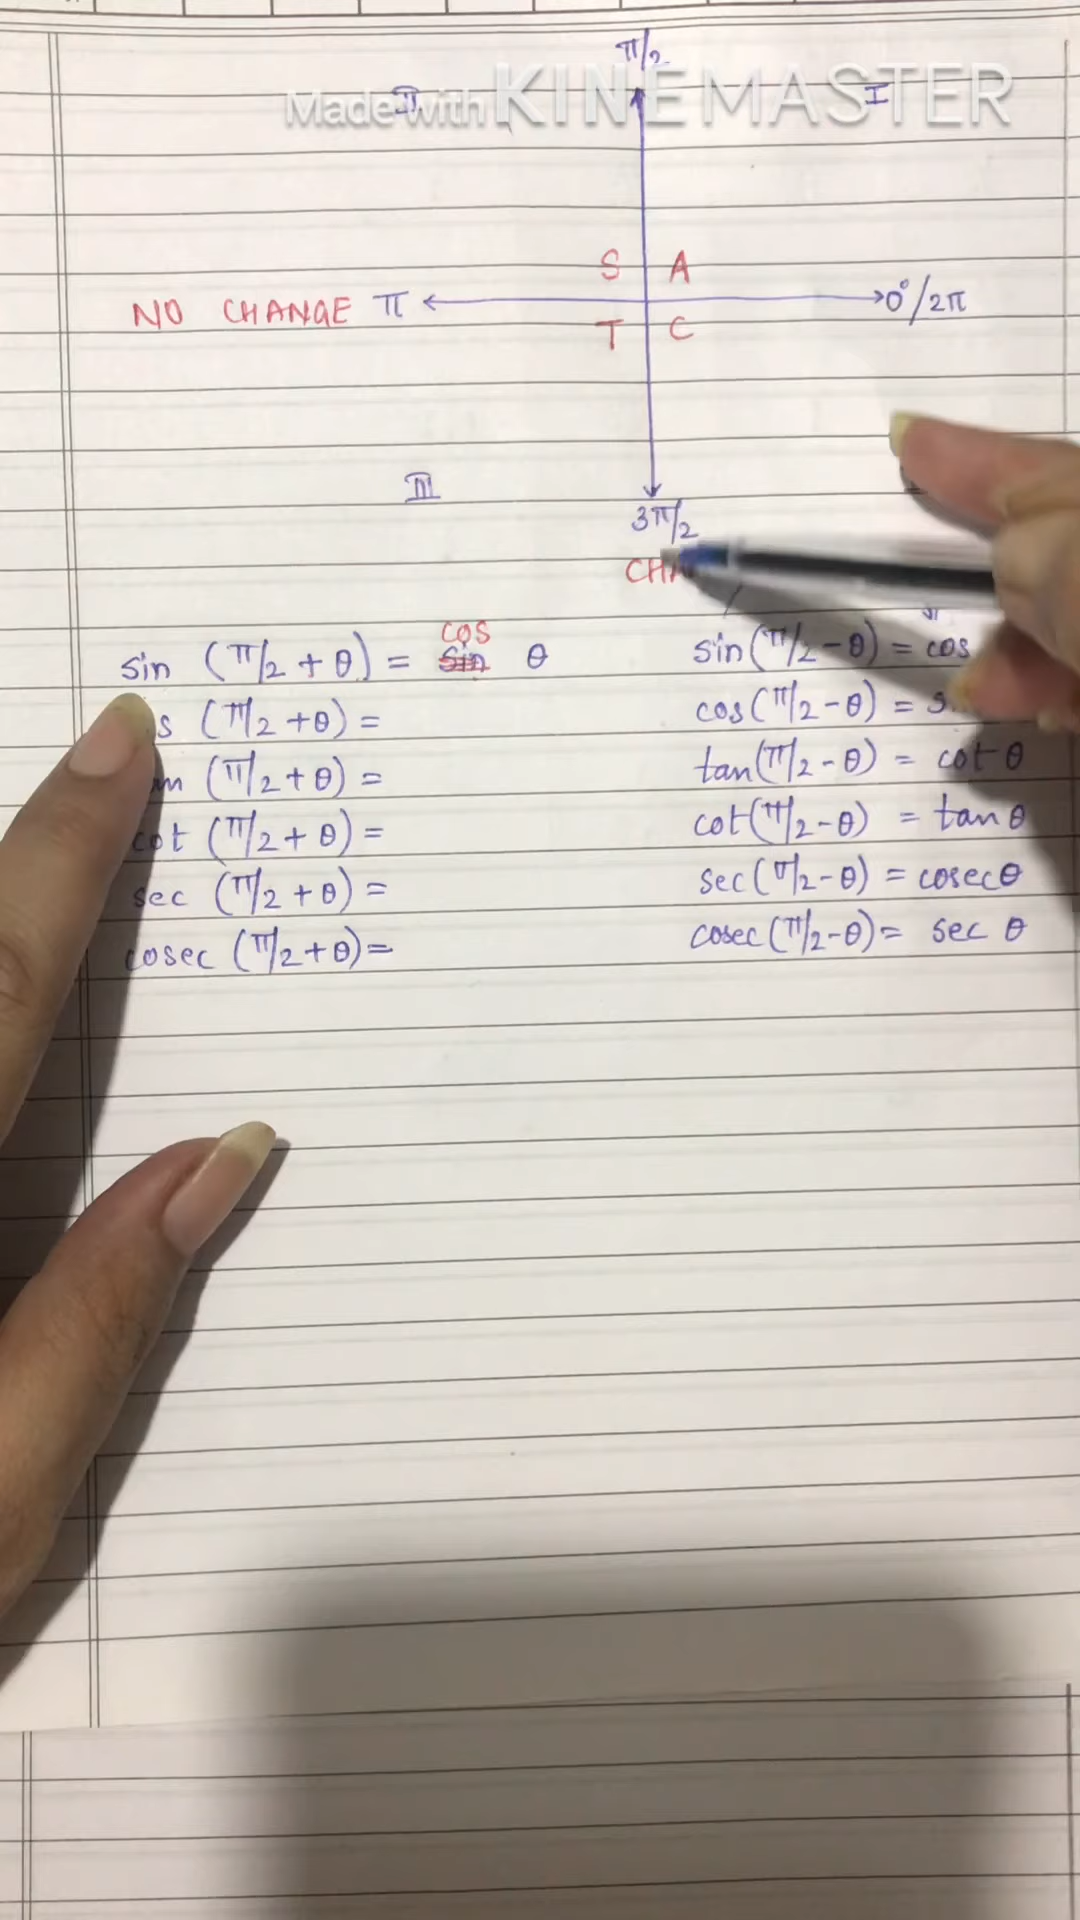 π/2
Made with KINEMASTER
II I
S A
NO CHANGE π 0°/2π
T C
III
3π/2
sin (π/2 + θ) = cos sin θ
(π/2 + θ) =
(π/2 + θ) =
cot (π/2 + θ) =
sec (π/2 + θ) =
cosec (π/2 + θ) =
sin (π/2 - θ) = cos
cos (π/2 - θ) =
tan (π/2 - θ) = cot θ
cot (π/2 - θ) = tan θ
sec (π/2 - θ) = cosec θ
cosec (π/2 - θ) = sec θ